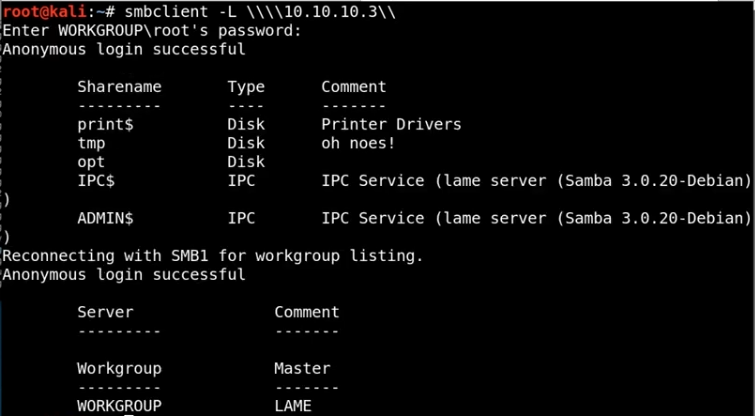 root@kali:~# smbclient -L \\\\10.10.10.3\\
Enter WORKGROUP\root's password:
Anonymous login successful
Sharename Type Comment
--------- ---- -------
print$ Disk Printer Drivers
tmp Disk oh noes!
opt Disk
IPC$ IPC IPC Service (lame server (Samba 3.0.20-Debian)
)
ADMIN$ IPC IPC Service (lame server (Samba 3.0.20-Debian)
)
Reconnecting with SMB1 for workgroup listing.
Anonymous login successful
Server Comment
--------- -------
Workgroup Master
--------- -------
WORKGROUP LAME